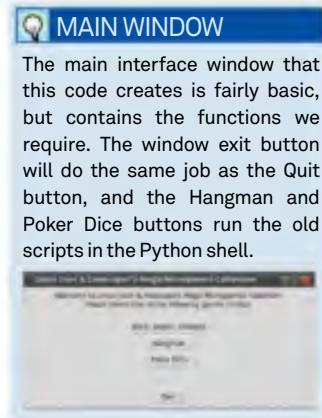 MAIN WINDOW
The main interface window that
this code creates is fairly basic,
but contains the functions we
require. The window exit button
will do the same job as the Quit
button, and the Hangman and
Poker Dice buttons run the old
scripts in the Python shell.